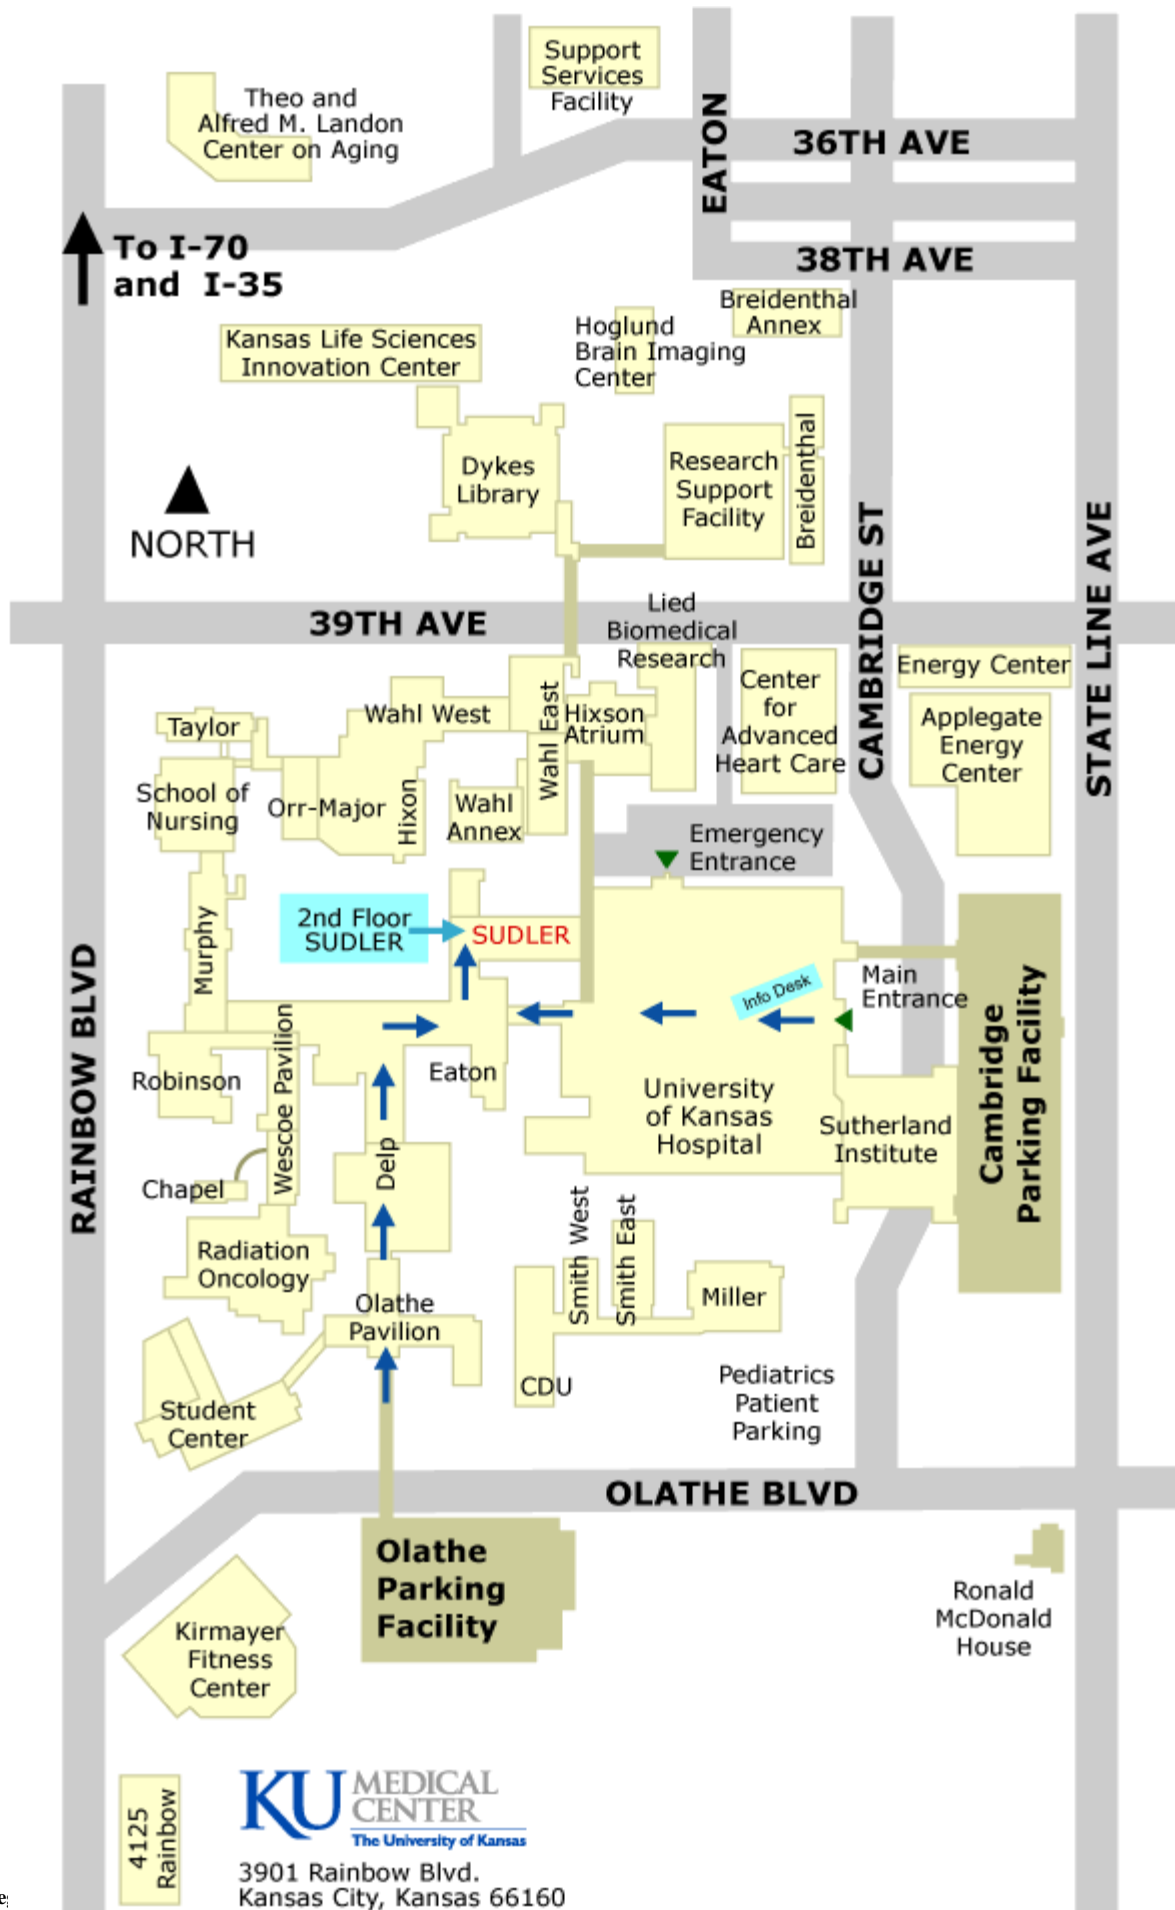 Support
Services
Facility
Theo and
Alfred M. Landon
Center on Aging
EATON
36TH AVE
To I-70
and I-35
38TH AVE
Breidenthal
Annex
Kansas Life Sciences
Innovation Center
Hoglund
Brain Imaging
Center
Dykes
Library
Research
Support
Facility
Breidenthal
NORTH
CAMBRIDGE ST
STATE LINE AVE
39TH AVE
Lied
Biomedical
Research
Energy Center
Center
for
Advanced
Heart Care
Applegate
Energy
Center
Taylor
Wahl West
Wahl East
Hixson
Atrium
School of
Nursing
Orr-Major
Hixon
Wahl
Annex
Emergency
Entrance
2nd Floor
SUDLER
SUDLER
Murphy
Info Desk
Main
Entrance
RAINBOW BLVD
Cambridge
Parking Facility
Robinson
Wescoe Pavilion
Eaton
University
of Kansas
Hospital
Sutherland
Institute
Delp
Chapel
Radiation
Oncology
Smith West
Smith East
Miller
Olathe
Pavilion
CDU
Pediatrics
Patient
Parking
Student
Center
OLATHE BLVD
Olathe
Parking
Facility
Ronald
McDonald
House
Kirmayer
Fitness
Center
4125
Rainbow
KU MEDICAL
CENTER
The University of Kansas
3901 Rainbow Blvd.
Kansas City, Kansas 66160